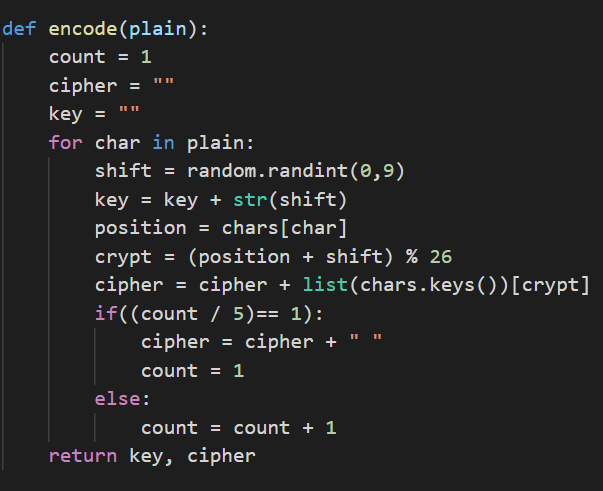 def encode(plain):
    count = 1
    cipher = ""
    key = ""
    for char in plain:
        shift = random.randint(0,9)
        key = key + str(shift)
        position = chars[char]
        crypt = (position + shift) % 26
        cipher = cipher + list(chars.keys())[crypt]
        if((count / 5)== 1):
            cipher = cipher + " "
            count = 1
        else:
            count = count + 1
    return key, cipher